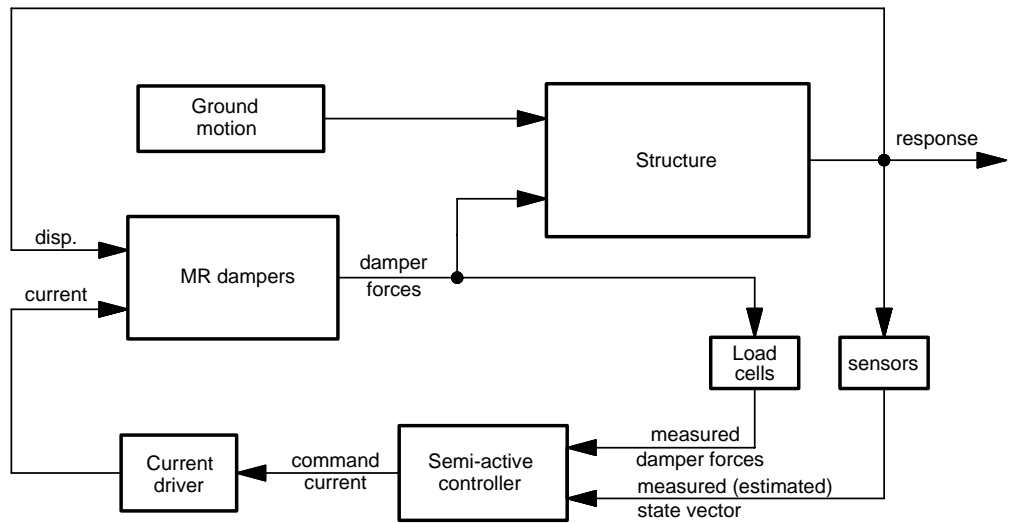 Ground
motion
Structure
response
disp.
MR dampers
damper
forces
current
Load
cells
sensors
Current
driver
command
current
Semi-active
controller
measured
damper forces
measured (estimated)
state vector